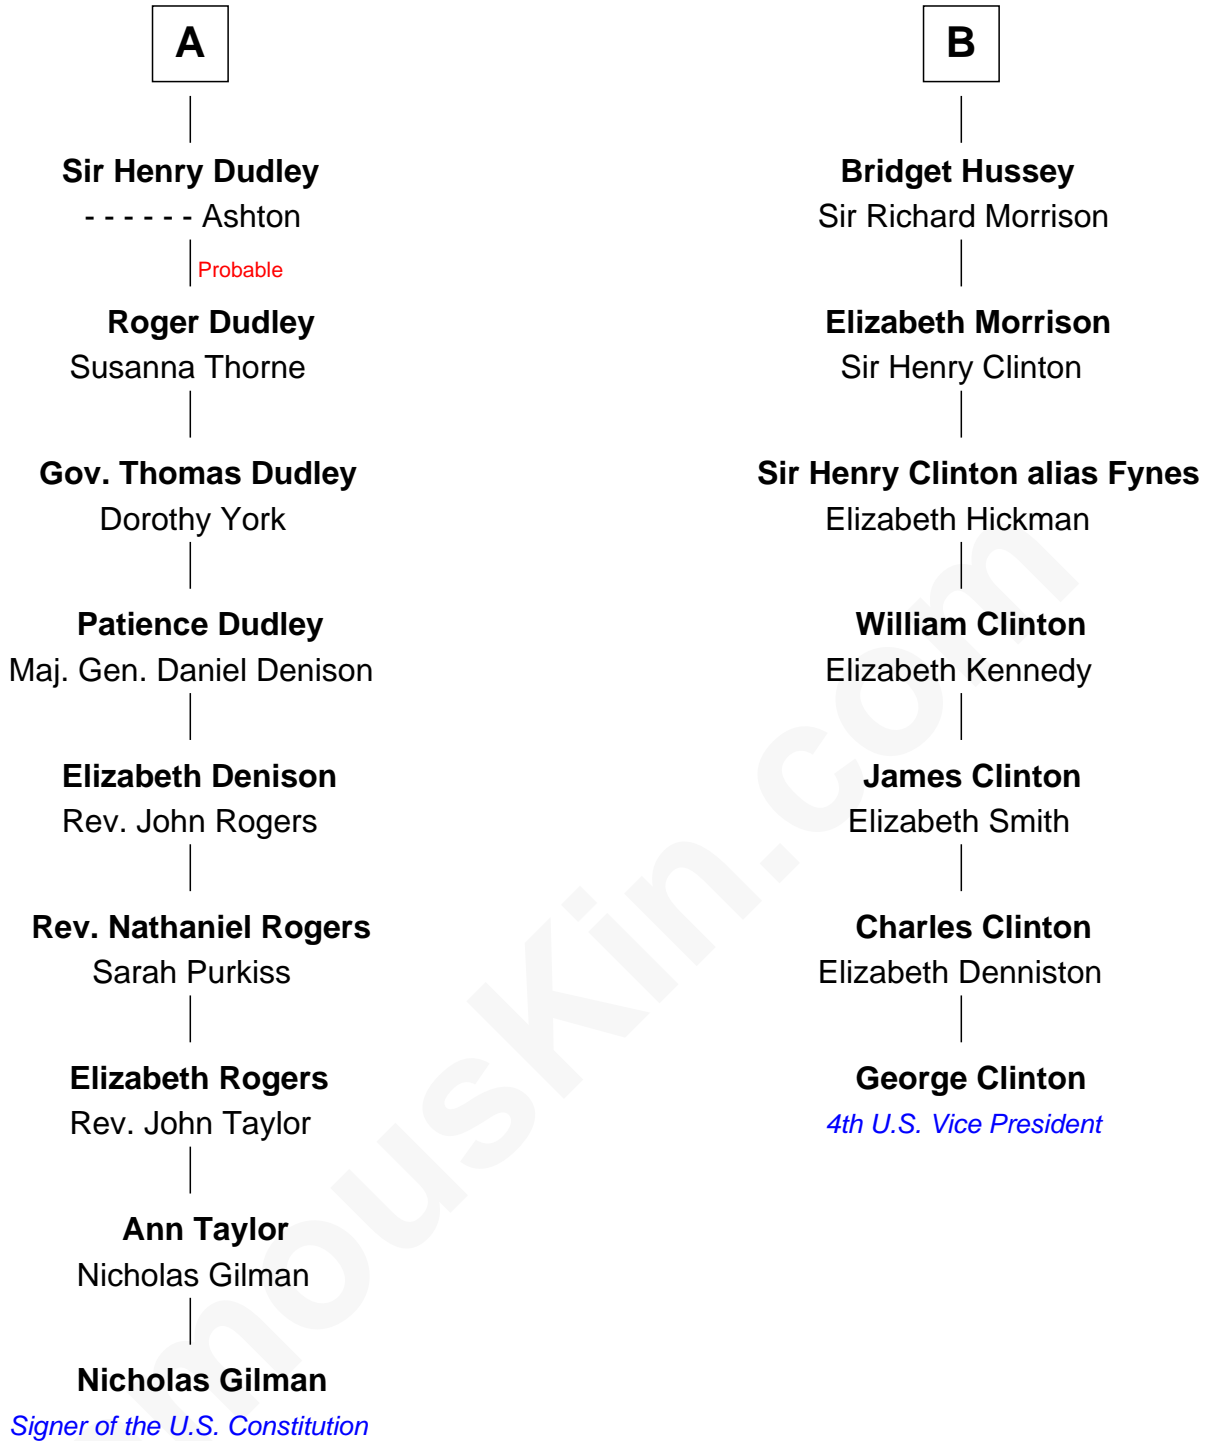 A
Sir Henry Dudley
- - - - - - Ashton
Probable
Roger Dudley
Susanna Thorne
Gov. Thomas Dudley
Dorothy York
Patience Dudley
Maj. Gen. Daniel Denison
Elizabeth Denison
Rev. John Rogers
Rev. Nathaniel Rogers
Sarah Purkiss
Elizabeth Rogers
Rev. John Taylor
Ann Taylor
Nicholas Gilman
Nicholas Gilman
Signer of the U.S. Constitution
B
Bridget Hussey
Sir Richard Morrison
Elizabeth Morrison
Sir Henry Clinton
Sir Henry Clinton alias Fynes
Elizabeth Hickman
William Clinton
Elizabeth Kennedy
James Clinton
Elizabeth Smith
Charles Clinton
Elizabeth Denniston
George Clinton
4th U.S. Vice President
mouskin.com